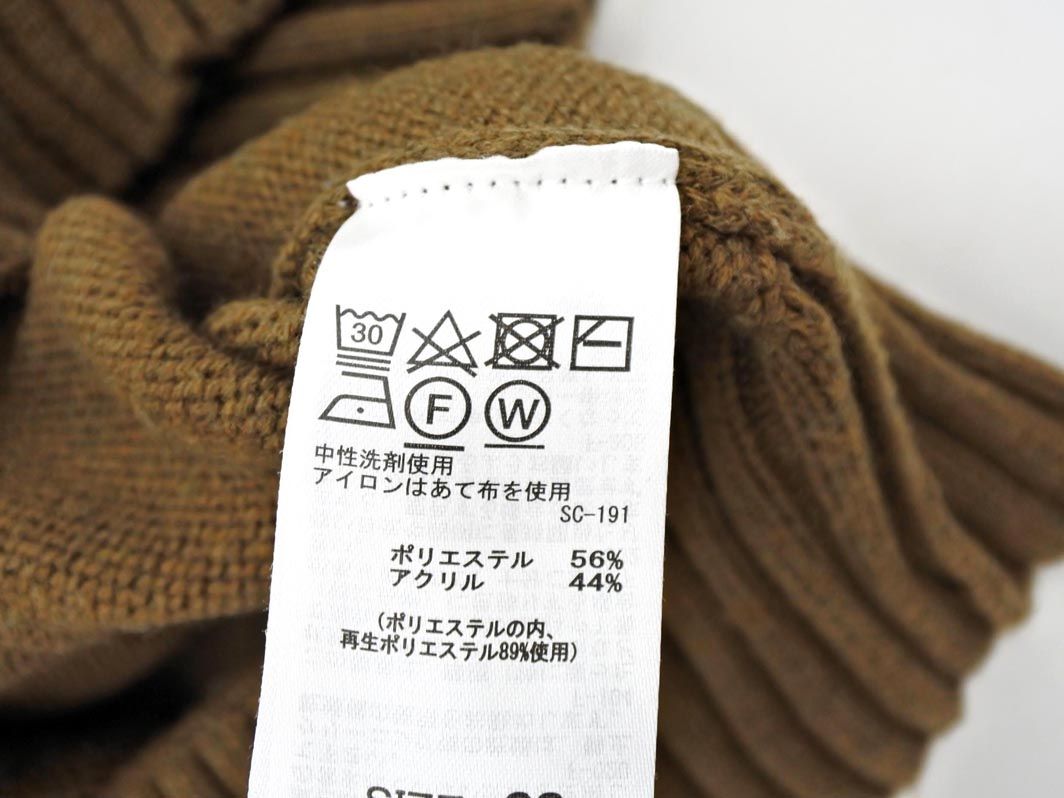 30
F W
中性洗剤使用
アイロンはあて布を使用
SC-191
ポリエステル 56%
アクリル 44%
(ポリエステルの内、
再生ポリエステル89%使用)